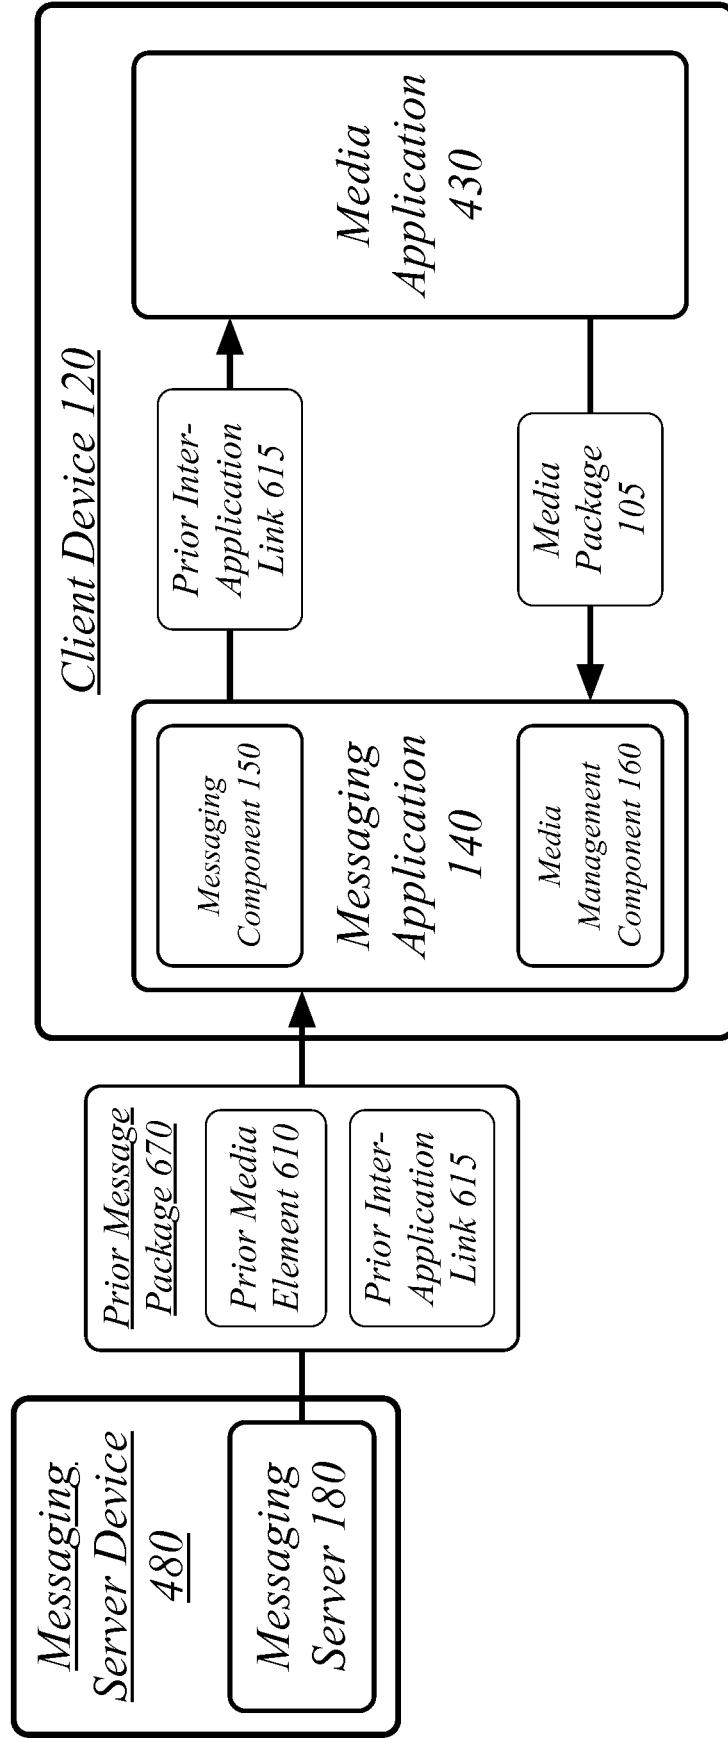 Messaging
Server Device
480
Messaging
Server 180
Prior Message
Package 670
Prior Media
Element 610
Prior Inter-
Application
Link 615
Client Device 120
Messaging
Component 150
Messaging
Application
140
Media
Management
Component 160
Prior Inter-
Application
Link 615
Media
Package
105
Media
Application
430